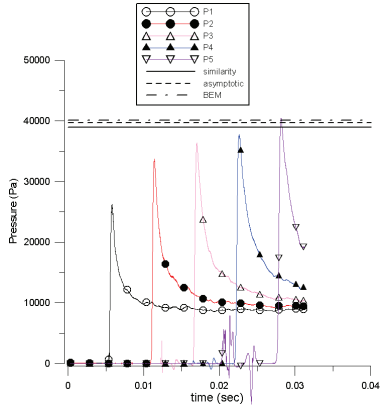 P1
P2
P3
P4
P5
similarity
asymptotic
BEM
50000
40000
30000
20000
10000
0
Pressure (Pa)
0 0.01 0.02 0.03 0.04
time (sec)